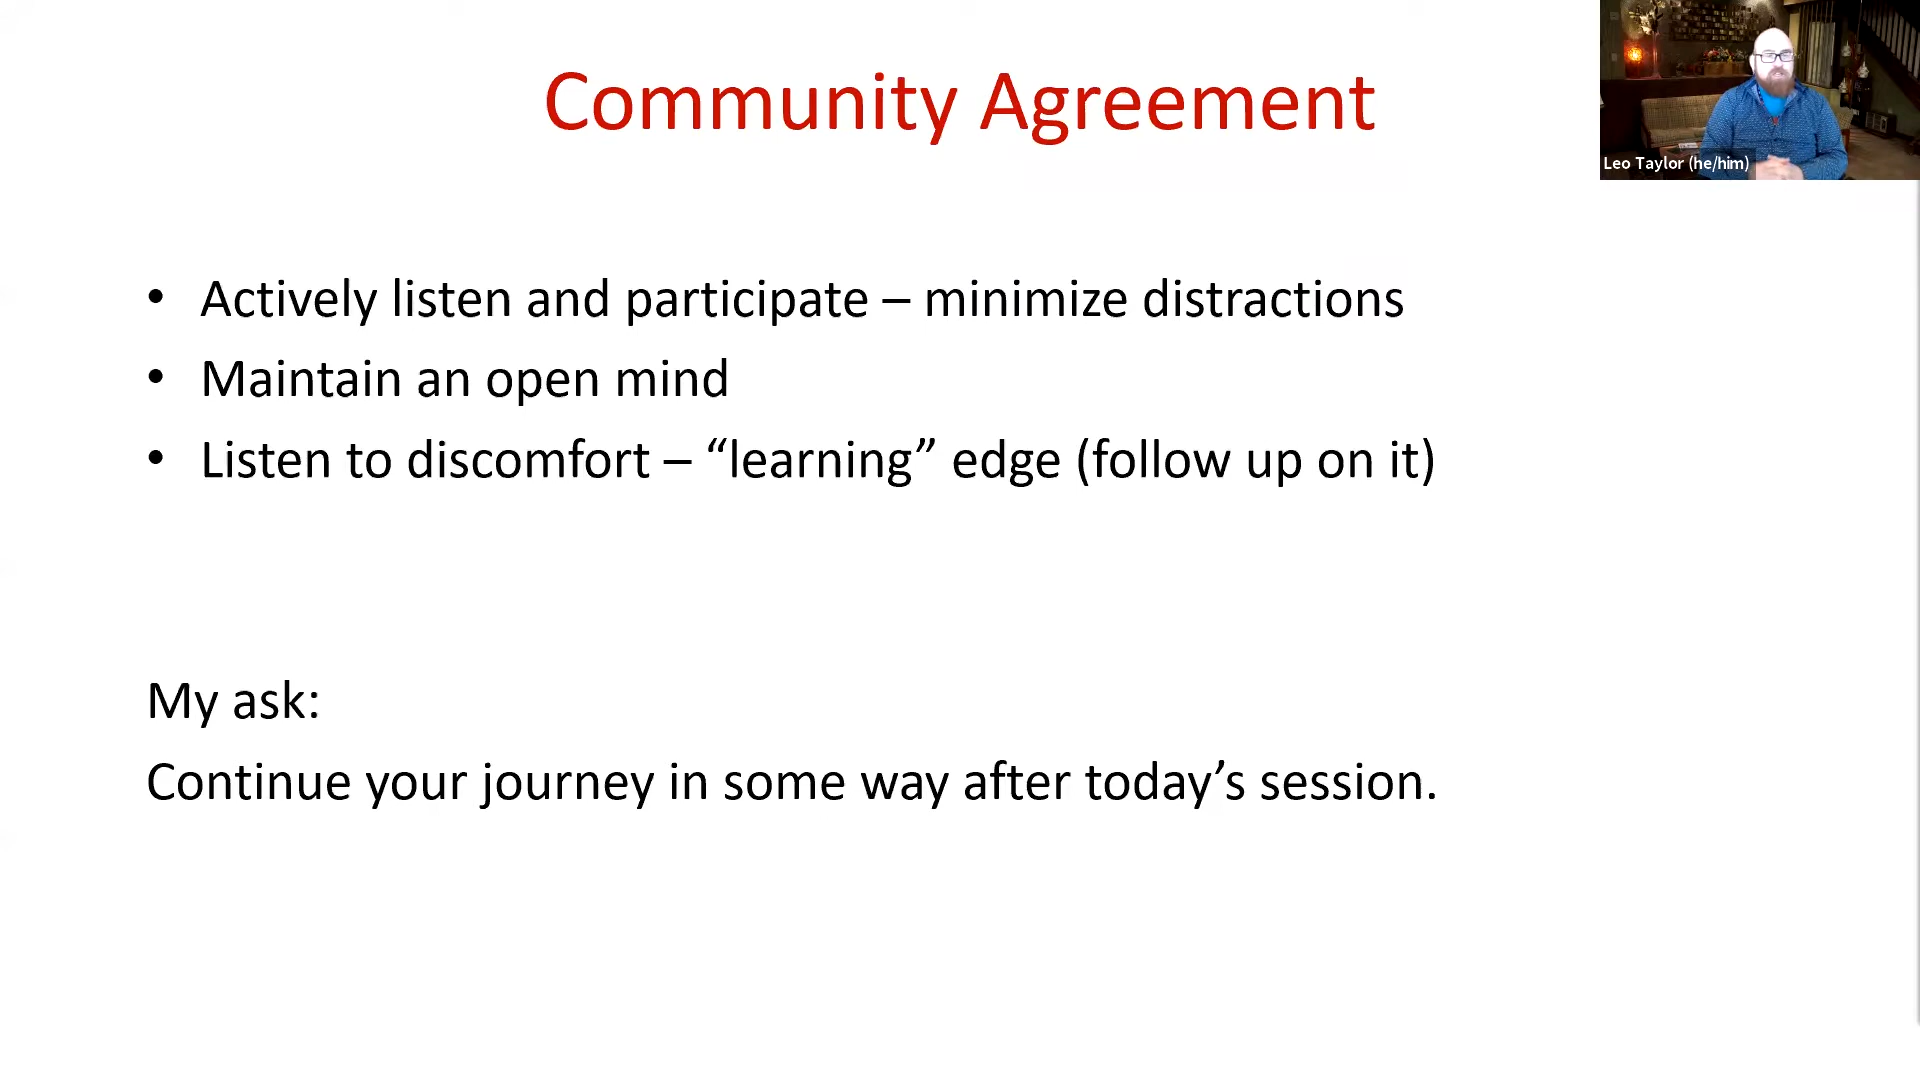 Community Agreement
Leo Taylor (he/him)
• Actively listen and participate – minimize distractions
• Maintain an open mind
• Listen to discomfort – “learning” edge (follow up on it)
My ask:
Continue your journey in some way after today’s session.